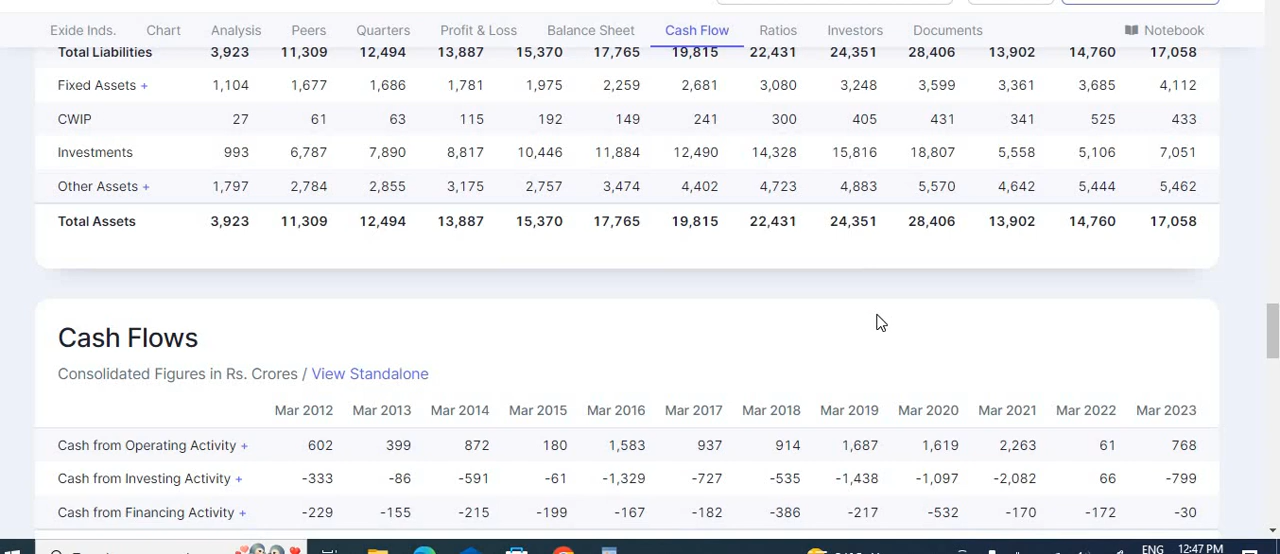 Exide Inds. Chart Analysis Peers Quarters Profit & Loss Balance Sheet Cash Flow Ratios Investors Documents Notebook
Total Liabilities 3,923 11,309 12,494 13,887 15,370 17,765 19,815 22,431 24,351 28,406 13,902 14,760 17,058
Fixed Assets + 1,104 1,677 1,686 1,781 1,975 2,259 2,681 3,080 3,248 3,599 3,361 3,685 4,112
CWIP 27 61 63 115 192 149 241 300 405 431 341 525 433
Investments 993 6,787 7,890 8,817 10,446 11,884 12,490 14,328 15,816 18,807 5,558 5,106 7,051
Other Assets + 1,797 2,784 2,855 3,175 2,757 3,474 4,402 4,723 4,883 5,570 4,642 5,444 5,462
Total Assets 3,923 11,309 12,494 13,887 15,370 17,765 19,815 22,431 24,351 28,406 13,902 14,760 17,058
Cash Flows
Consolidated Figures in Rs. Crores / View Standalone
Mar 2012 Mar 2013 Mar 2014 Mar 2015 Mar 2016 Mar 2017 Mar 2018 Mar 2019 Mar 2020 Mar 2021 Mar 2022 Mar 2023
Cash from Operating Activity + 602 399 872 180 1,583 937 914 1,687 1,619 2,263 61 768
Cash from Investing Activity + -333 -86 -591 -61 -1,329 -727 -535 -1,438 -1,097 -2,082 66 -799
Cash from Financing Activity + -229 -155 -215 -199 -167 -182 -386 -217 -532 -170 -172 -30
ENG 12:47 PM